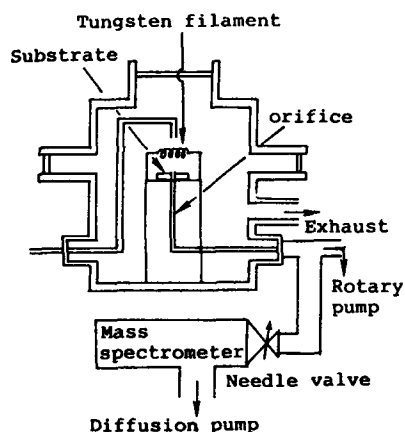 Tungsten filament
Substrate
orifice
Exhaust
Rotary
pump
Mass
spectrometer
Needle valve
Diffusion pump